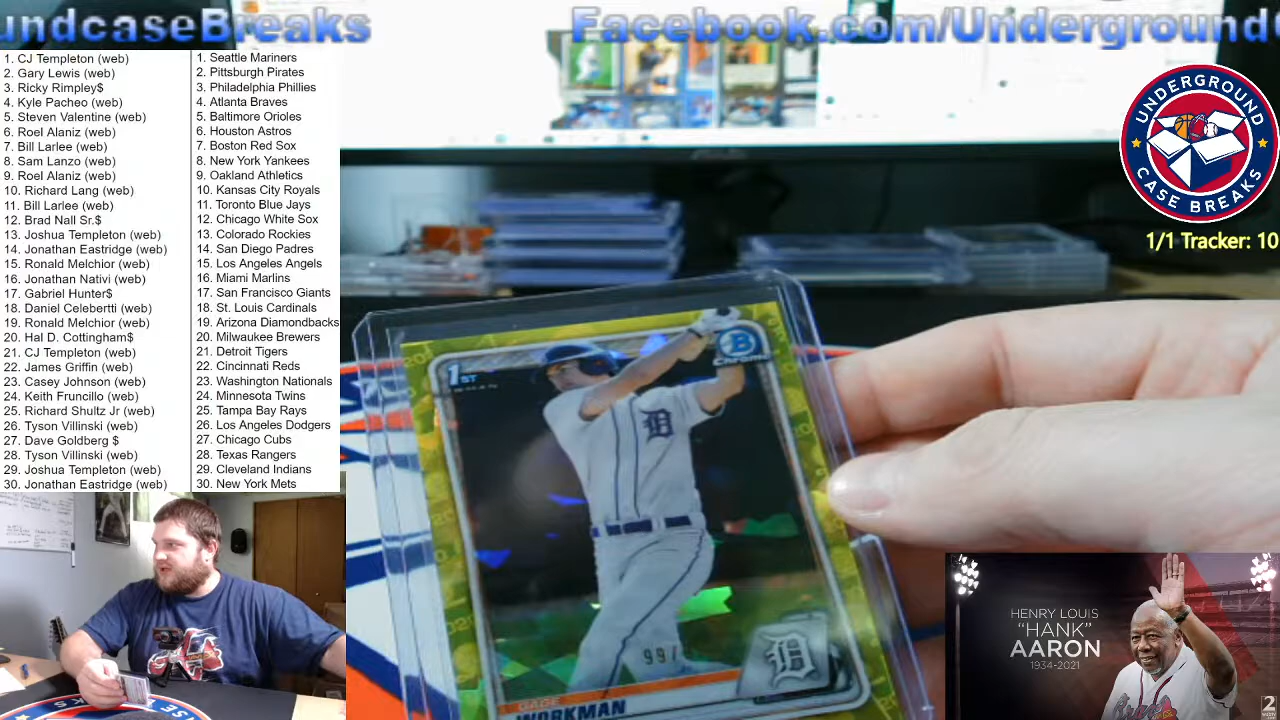 undcaseBreaks
Facebook.com/Underground
1. CJ Templeton (web)
2. Gary Lewis (web)
3. Ricky Rimpley$
4. Kyle Pacheo (web)
5. Steven Valentine (web)
6. Roel Alaniz (web)
7. Bill Larlee (web)
8. Sam Lanzo (web)
9. Roel Alaniz (web)
10. Richard Lang (web)
11. Bill Larlee (web)
12. Brad Nall Sr.$
13. Joshua Templeton (web)
14. Jonathan Eastridge (web)
15. Ronald Melchior (web)
16. Jonathan Nativi (web)
17. Gabriel Hunter$
18. Daniel Celebertti (web)
19. Ronald Melchior (web)
20. Hal D. Cottingham$
21. CJ Templeton (web)
22. James Griffin (web)
23. Casey Johnson (web)
24. Keith Fruncillo (web)
25. Richard Shultz Jr (web)
26. Tyson Villinski (web)
27. Dave Goldberg $
28. Tyson Villinski (web)
29. Joshua Templeton (web)
30. Jonathan Eastridge (web)
1. Seattle Mariners
2. Pittsburgh Pirates
3. Philadelphia Phillies
4. Atlanta Braves
5. Baltimore Orioles
6. Houston Astros
7. Boston Red Sox
8. New York Yankees
9. Oakland Athletics
10. Kansas City Royals
11. Toronto Blue Jays
12. Chicago White Sox
13. Colorado Rockies
14. San Diego Padres
15. Los Angeles Angels
16. Miami Marlins
17. San Francisco Giants
18. St. Louis Cardinals
19. Arizona Diamondbacks
20. Milwaukee Brewers
21. Detroit Tigers
22. Cincinnati Reds
23. Washington Nationals
24. Minnesota Twins
25. Tampa Bay Rays
26. Los Angeles Dodgers
27. Chicago Cubs
28. Texas Rangers
29. Cleveland Indians
30. New York Mets
UNDERGROUND
CASE BREAKS
1/1 Tracker: 10
1ST
B
Chrome
D
GAGE
WORKMAN
HENRY LOUIS
"HANK"
AARON
1934-2021
2